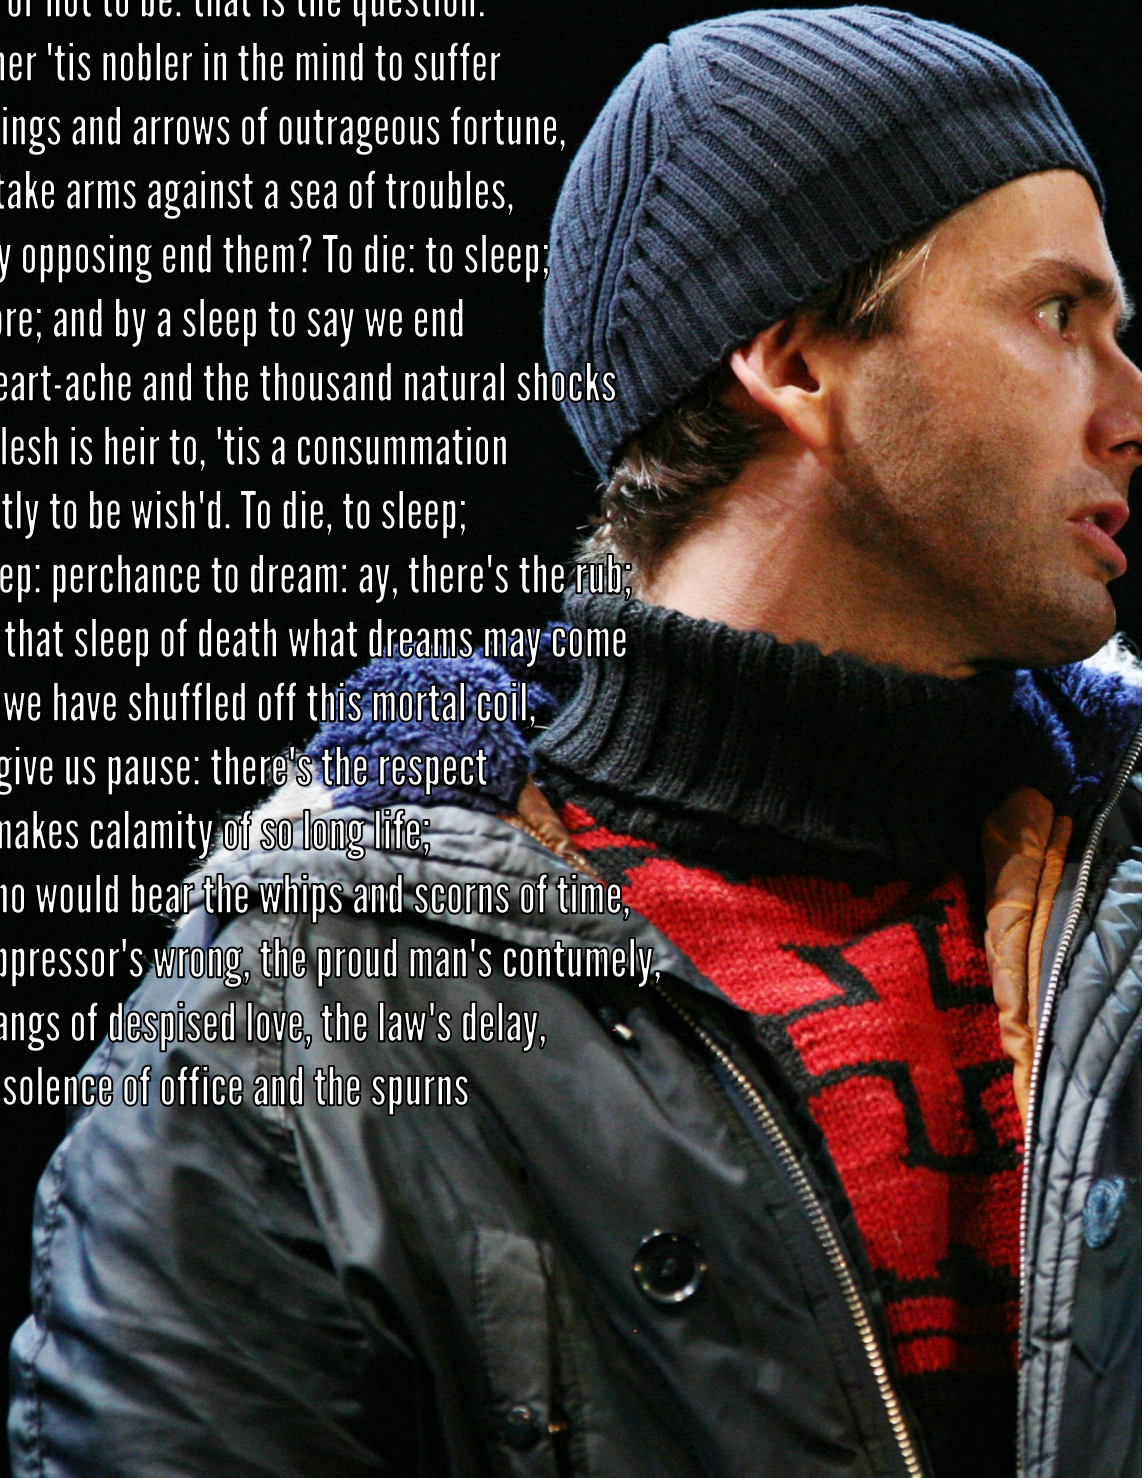 or not to be: that is the question:
her 'tis nobler in the mind to suffer
ings and arrows of outrageous fortune,
take arms against a sea of troubles,
y opposing end them? To die: to sleep;
ore; and by a sleep to say we end
eart-ache and the thousand natural shocks
lesh is heir to, 'tis a consummation
tly to be wish'd. To die, to sleep;
ep: perchance to dream: ay, there's the rub;
that sleep of death what dreams may come
we have shuffled off this mortal coil,
give us pause: there's the respect
makes calamity of so long life;
ho would bear the whips and scorns of time,
ppressor's wrong, the proud man's contumely,
angs of despised love, the law's delay,
solence of office and the spurns